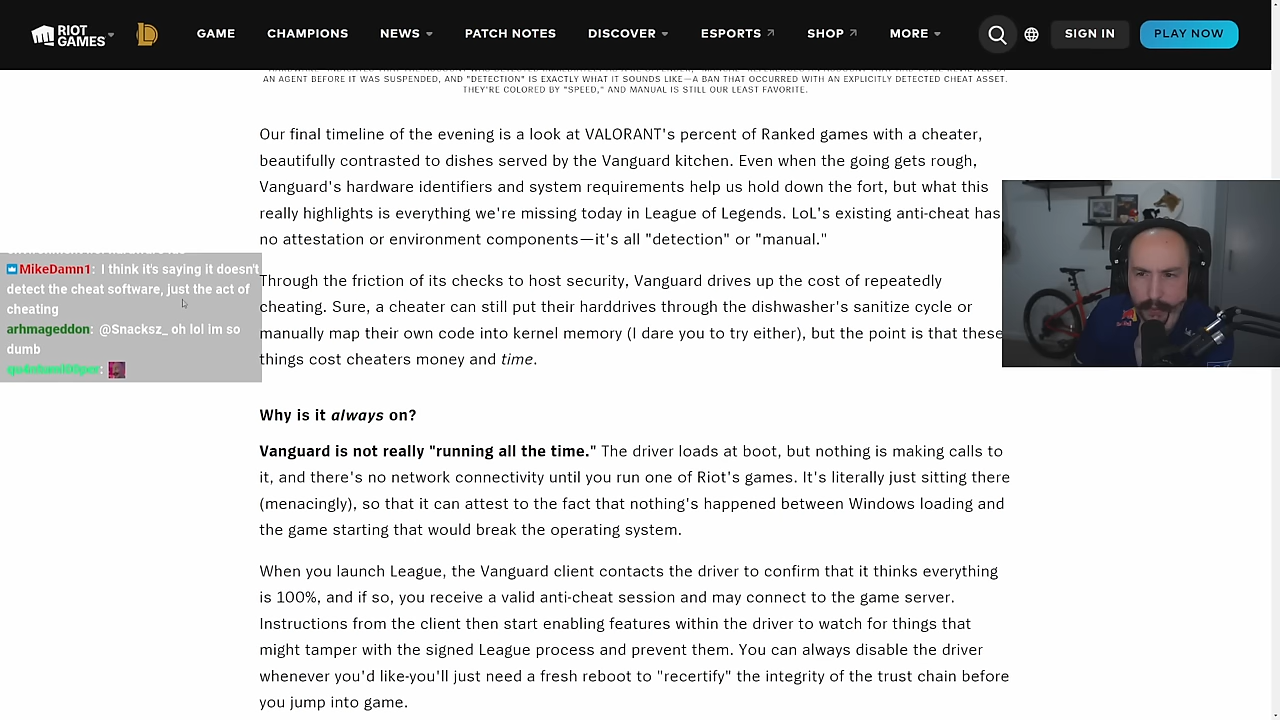 RIOT GAMES
GAME
CHAMPIONS
NEWS
PATCH NOTES
DISCOVER
ESPORTS
SHOP
MORE
SIGN IN
PLAY NOW
AN AGENT BEFORE IT WAS SUSPENDED, AND "DETECTION" IS EXACTLY WHAT IT SOUNDS LIKE—A BAN THAT OCCURRED WITH AN EXPLICITLY DETECTED CHEAT ASSET.
THEY'RE COLORED BY "SPEED," AND MANUAL IS STILL OUR LEAST FAVORITE.
Our final timeline of the evening is a look at VALORANT's percent of Ranked games with a cheater,
beautifully contrasted to dishes served by the Vanguard kitchen. Even when the going gets rough,
Vanguard's hardware identifiers and system requirements help us hold down the fort, but what this
really highlights is everything we're missing today in League of Legends. LoL's existing anti-cheat has
no attestation or environment components—it's all "detection" or "manual."
MikeDamn1: I think it's saying it doesn't
detect the cheat software, just the act of
cheating
arhmageddon: @Snacksz_ oh lol im so
dumb
Through the friction of its checks to host security, Vanguard drives up the cost of repeatedly
cheating. Sure, a cheater can still put their harddrives through the dishwasher's sanitize cycle or
manually map their own code into kernel memory (I dare you to try either), but the point is that these
things cost cheaters money and time.
Why is it always on?
Vanguard is not really "running all the time." The driver loads at boot, but nothing is making calls to
it, and there's no network connectivity until you run one of Riot's games. It's literally just sitting there
(menacingly), so that it can attest to the fact that nothing's happened between Windows loading and
the game starting that would break the operating system.
When you launch League, the Vanguard client contacts the driver to confirm that it thinks everything
is 100%, and if so, you receive a valid anti-cheat session and may connect to the game server.
Instructions from the client then start enabling features within the driver to watch for things that
might tamper with the signed League process and prevent them. You can always disable the driver
whenever you'd like-you'll just need a fresh reboot to "recertify" the integrity of the trust chain before
you jump into game.